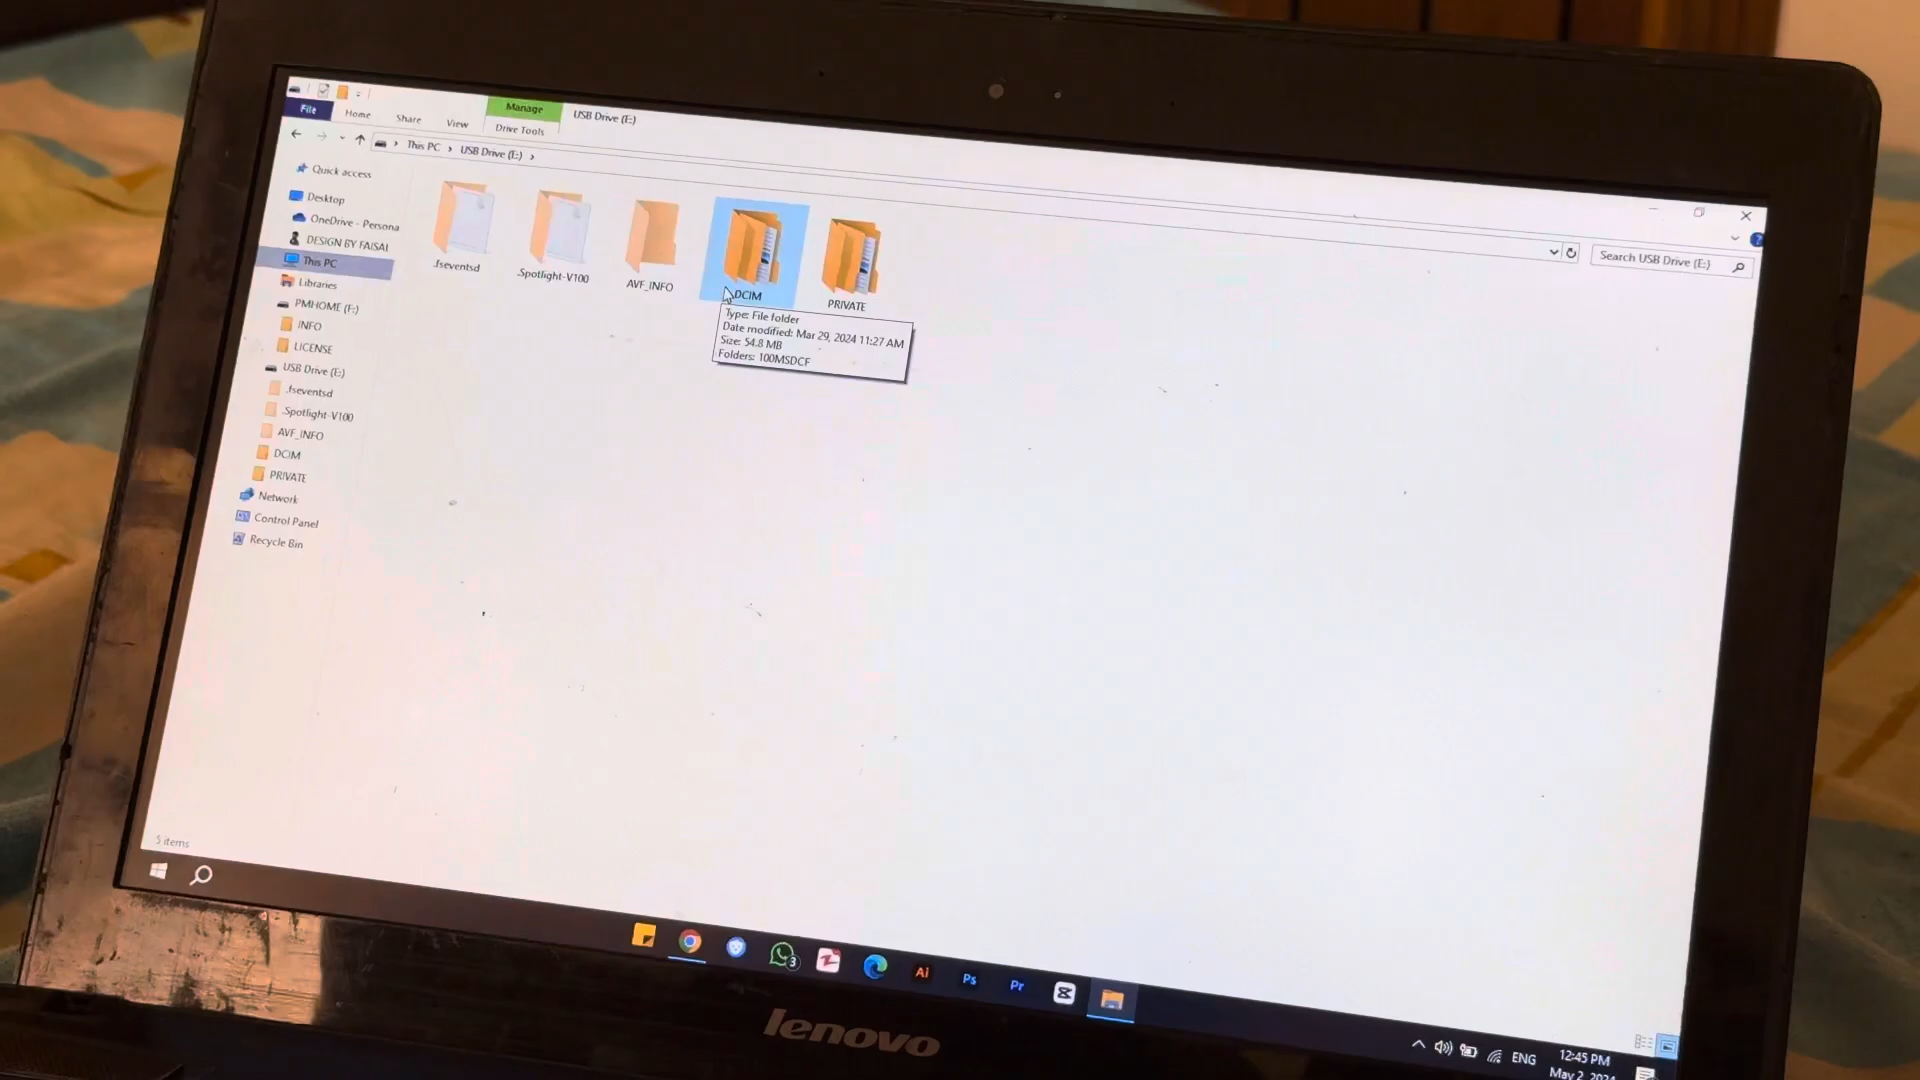 Manage
USB Drive (E:)
File
Home
Share
View
Drive Tools
This PC
USB Drive (E:)
Search USB Drive (E:)
Quick access
Desktop
OneDrive - Persona
DESIGN BY FAISAL
This PC
Libraries
PMHOME (F:)
INFO
LICENSE
USB Drive (E:)
.fseventsd
.Spotlight-V100
AVF_INFO
DCIM
PRIVATE
Network
Control Panel
Recycle Bin
.fseventsd
.Spotlight-V100
AVF_INFO
DCIM
PRIVATE
Type: File folder
Date modified: Mar 29, 2024 11:27 AM
Size: 54.8 MB
Folders: 100MSDCF
5 items
3
Ai
Ps
Pr
ENG
12:45 PM
May 2, 2024
lenovo